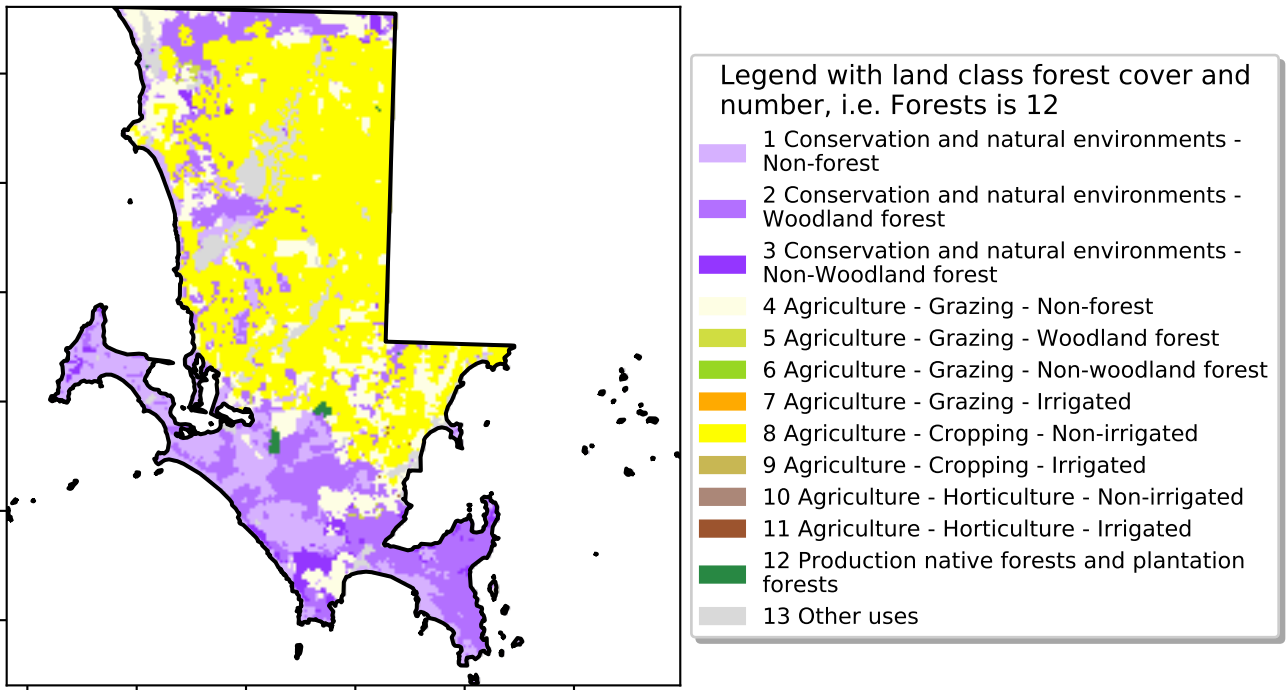 Legend with land class forest cover and
number, i.e. Forests is 12
1 Conservation and natural environments -
Non-forest
2 Conservation and natural environments -
Woodland forest
3 Conservation and natural environments -
Non-Woodland forest
4 Agriculture - Grazing - Non-forest
5 Agriculture - Grazing - Woodland forest
6 Agriculture - Grazing - Non-woodland forest
7 Agriculture - Grazing - Irrigated
8 Agriculture - Cropping - Non-irrigated
9 Agriculture - Cropping - Irrigated
10 Agriculture - Horticulture - Non-irrigated
11 Agriculture - Horticulture - Irrigated
12 Production native forests and plantation
forests
13 Other uses